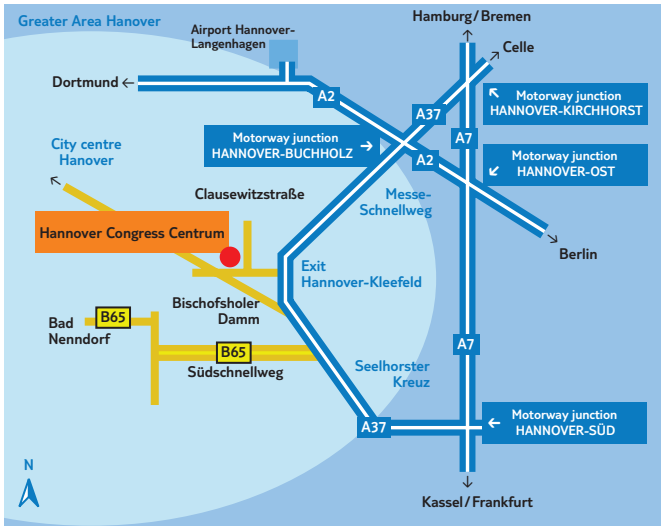 Greater Area Hanover
Hamburg/Bremen
Airport Hannover-
Langenhagen
Celle
Dortmund ←
A2
A37
Motorway junction
HANNOVER-KIRCHHORST
A7
Motorway junction
HANNOVER-BUCHHOLZ
City centre
Hanover
A2
Motorway junction
HANNOVER-OST
Clausewitzstraße
Messe-
Schnellweg
Hannover Congress Centrum
Berlin
Exit
Hannover-Kleefeld
Bischofsholer
Damm
B65
Bad
Nenndorf
A7
B65
Südschnellweg
Seelhorster
Kreuz
A37
Motorway junction
HANNOVER-SÜD
N
Kassel/Frankfurt